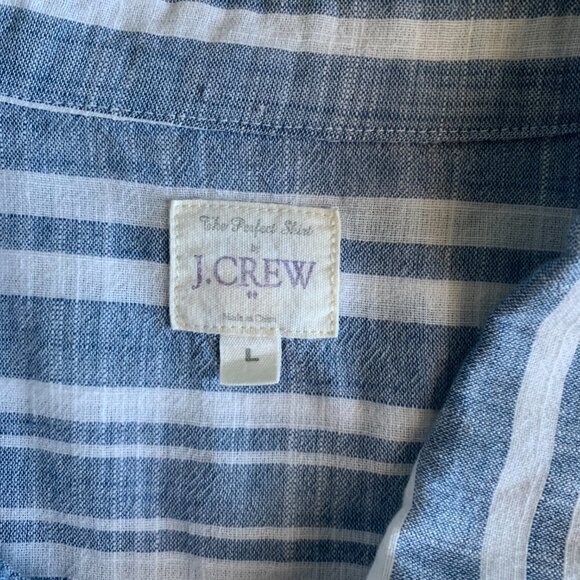 The Perfect Shirt
by
J.CREW
Made in China
L